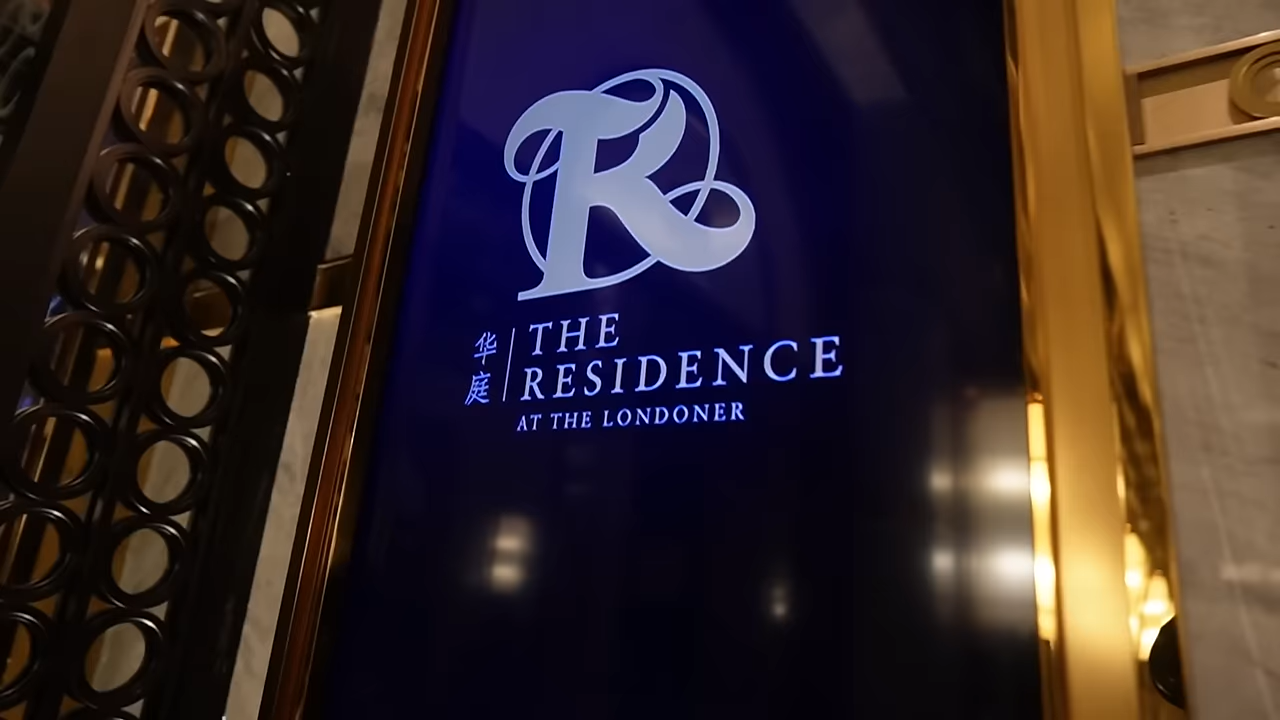 R
华庭
THE
RESIDENCE
AT THE LONDONER